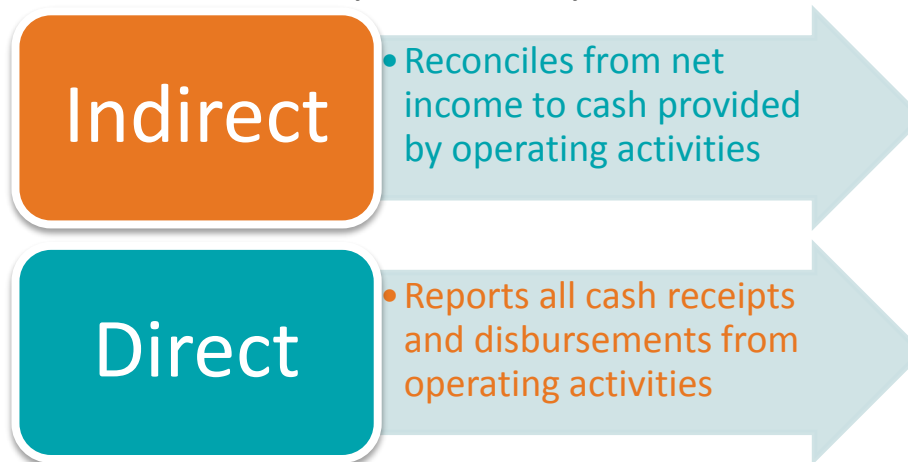 Indirect
• Reconciles from net
income to cash provided
by operating activities
Direct
• Reports all cash receipts
and disbursements from
operating activities